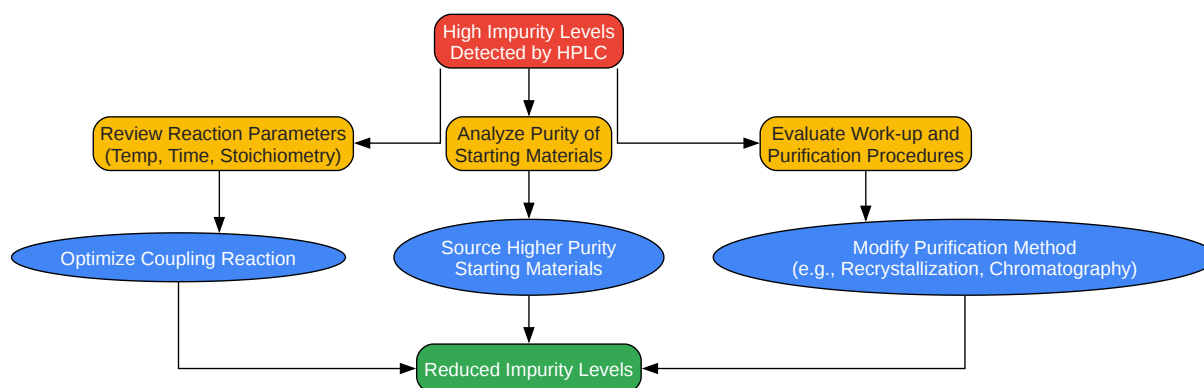 High Impurity Levels
Detected by HPLC
Review Reaction Parameters
(Temp, Time, Stoichiometry)
Analyze Purity of
Starting Materials
Evaluate Work-up and
Purification Procedures
Optimize Coupling Reaction
Source Higher Purity
Starting Materials
Modify Purification Method
(e.g., Recrystallization, Chromatography)
Reduced Impurity Levels